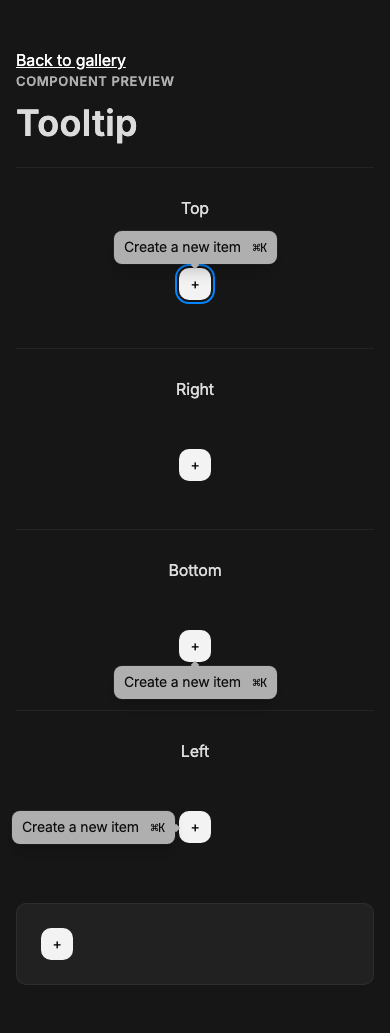 Back to gallery
COMPONENT PREVIEW
Tooltip
Top
Create a new item ⌘K
+
Right
+
Bottom
+
Create a new item ⌘K
Left
Create a new item ⌘K +
+